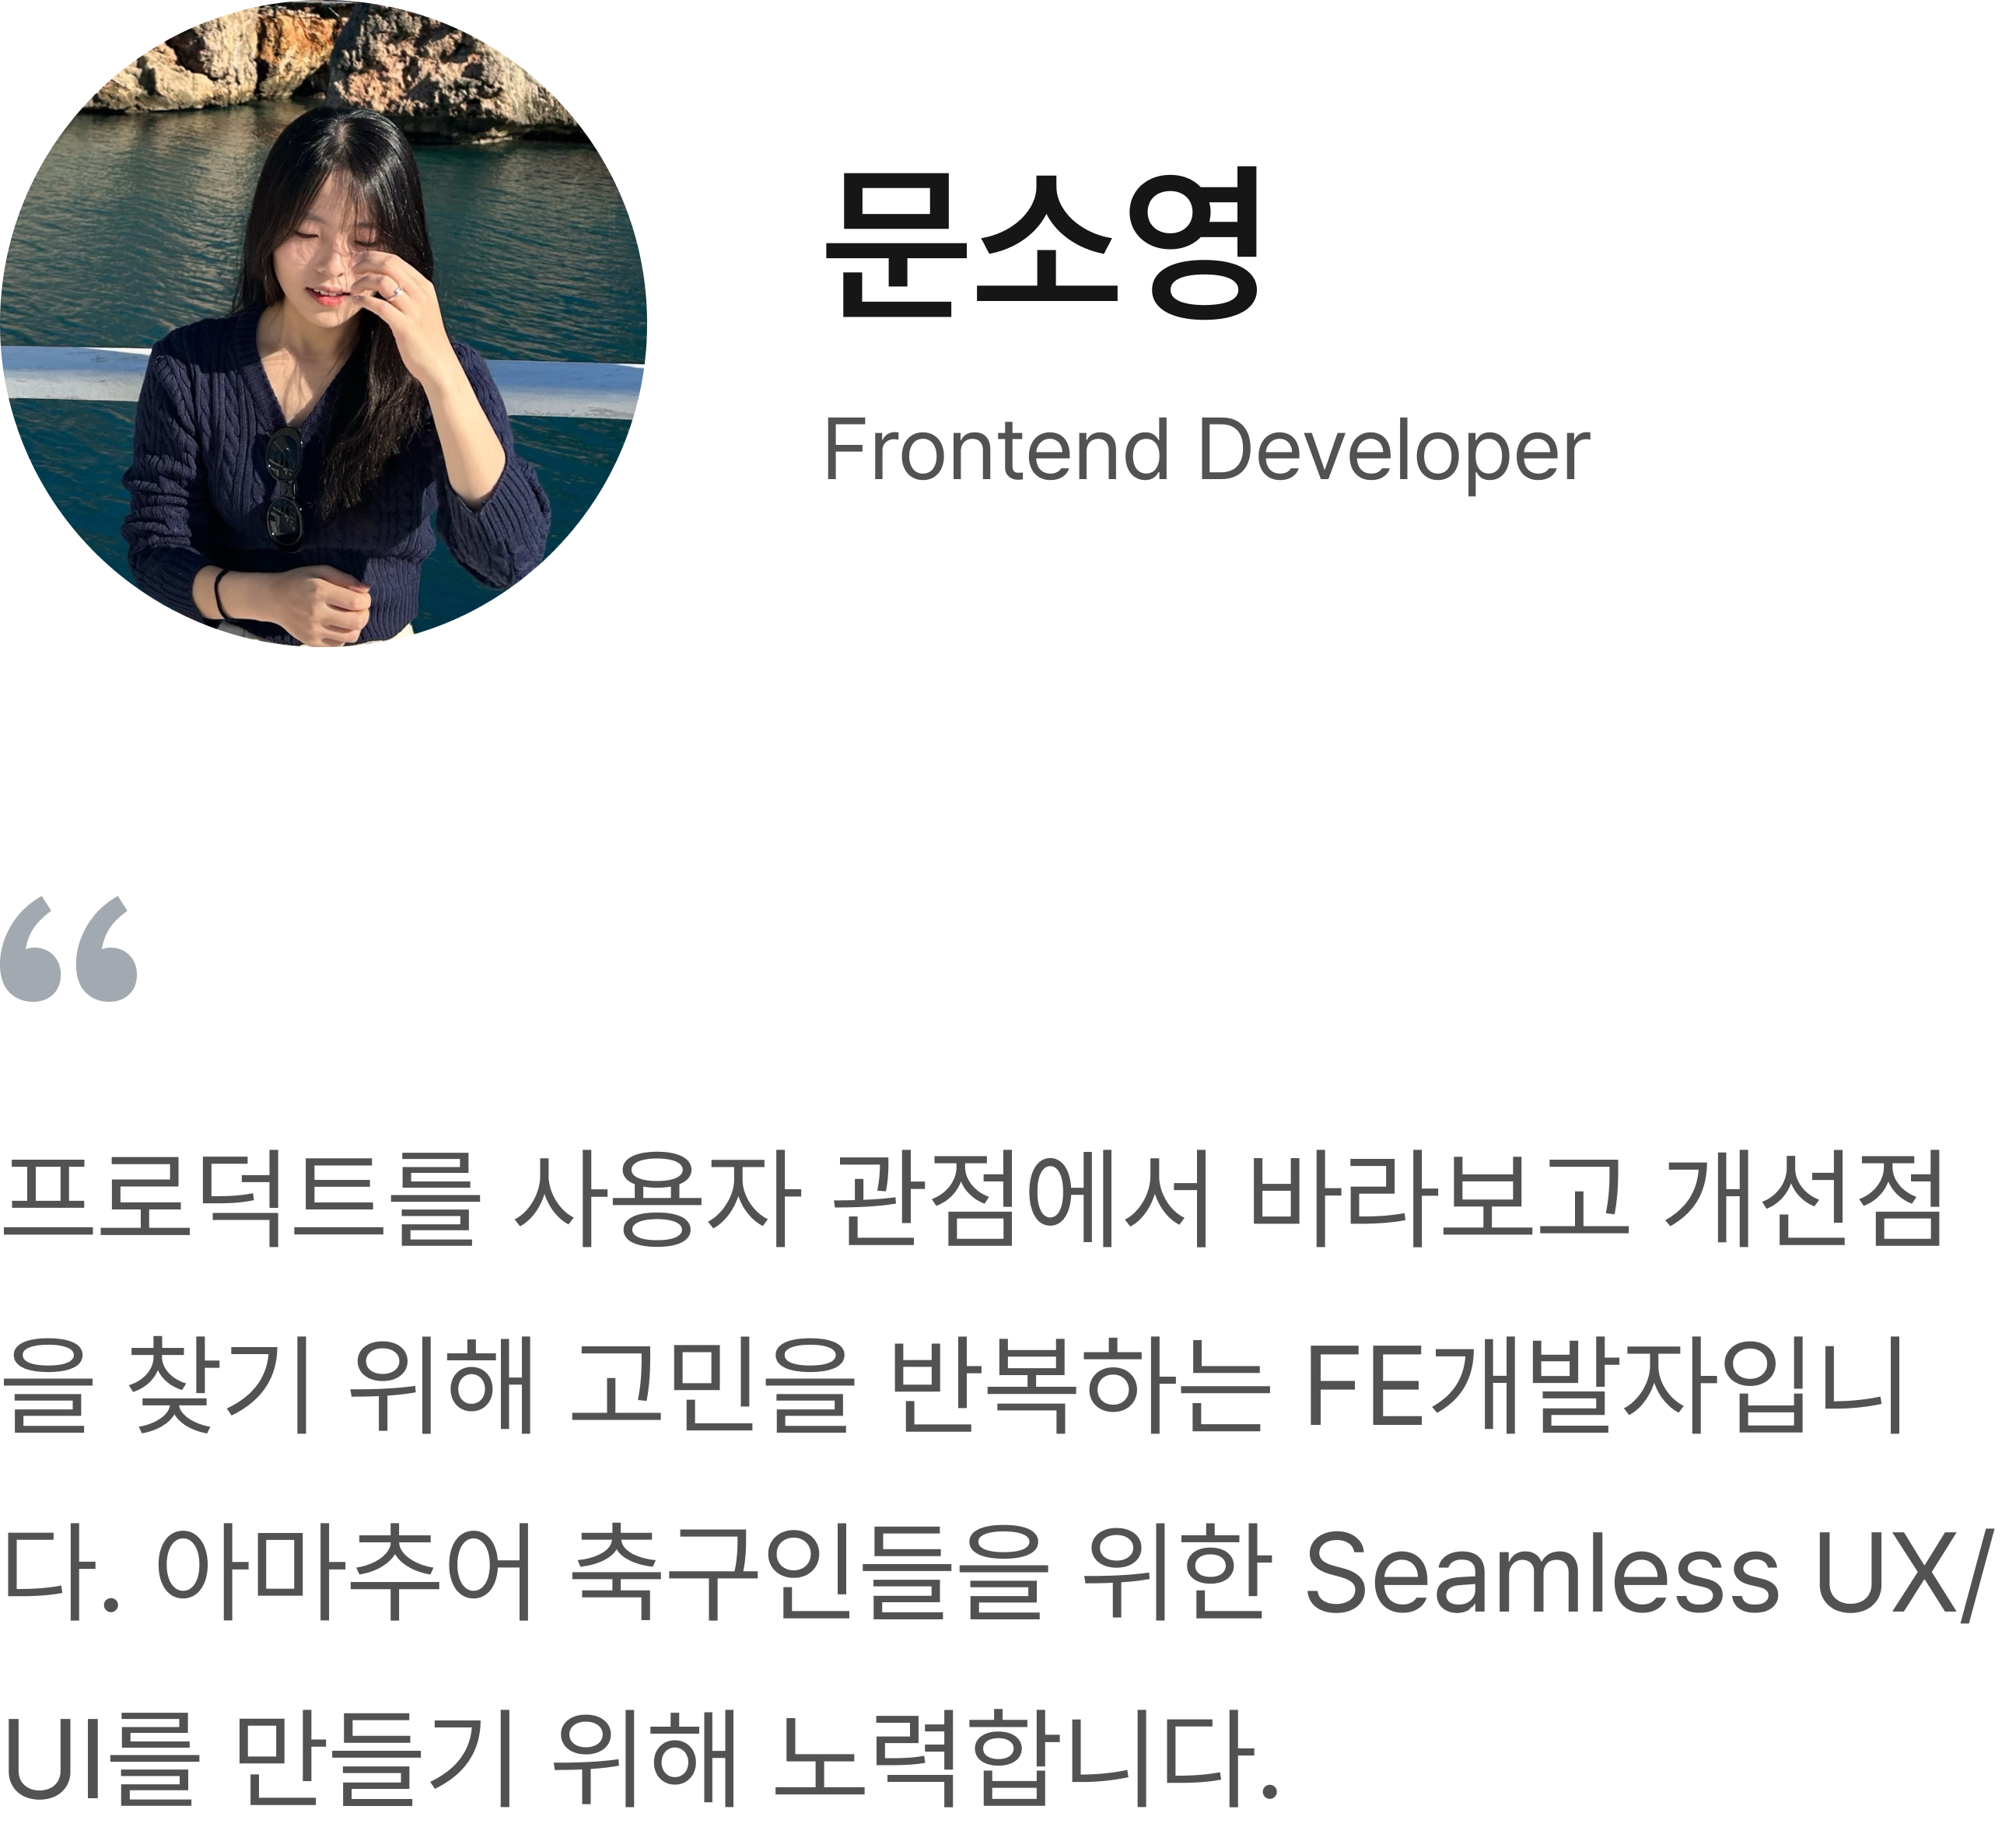 문소영
Frontend Developer
“
프로덕트를 사용자 관점에서 바라보고 개선점
을 찾기 위해 고민을 반복하는 FE개발자입니
다. 아마추어 축구인들을 위한 Seamless UX/
UI를 만들기 위해 노력합니다.